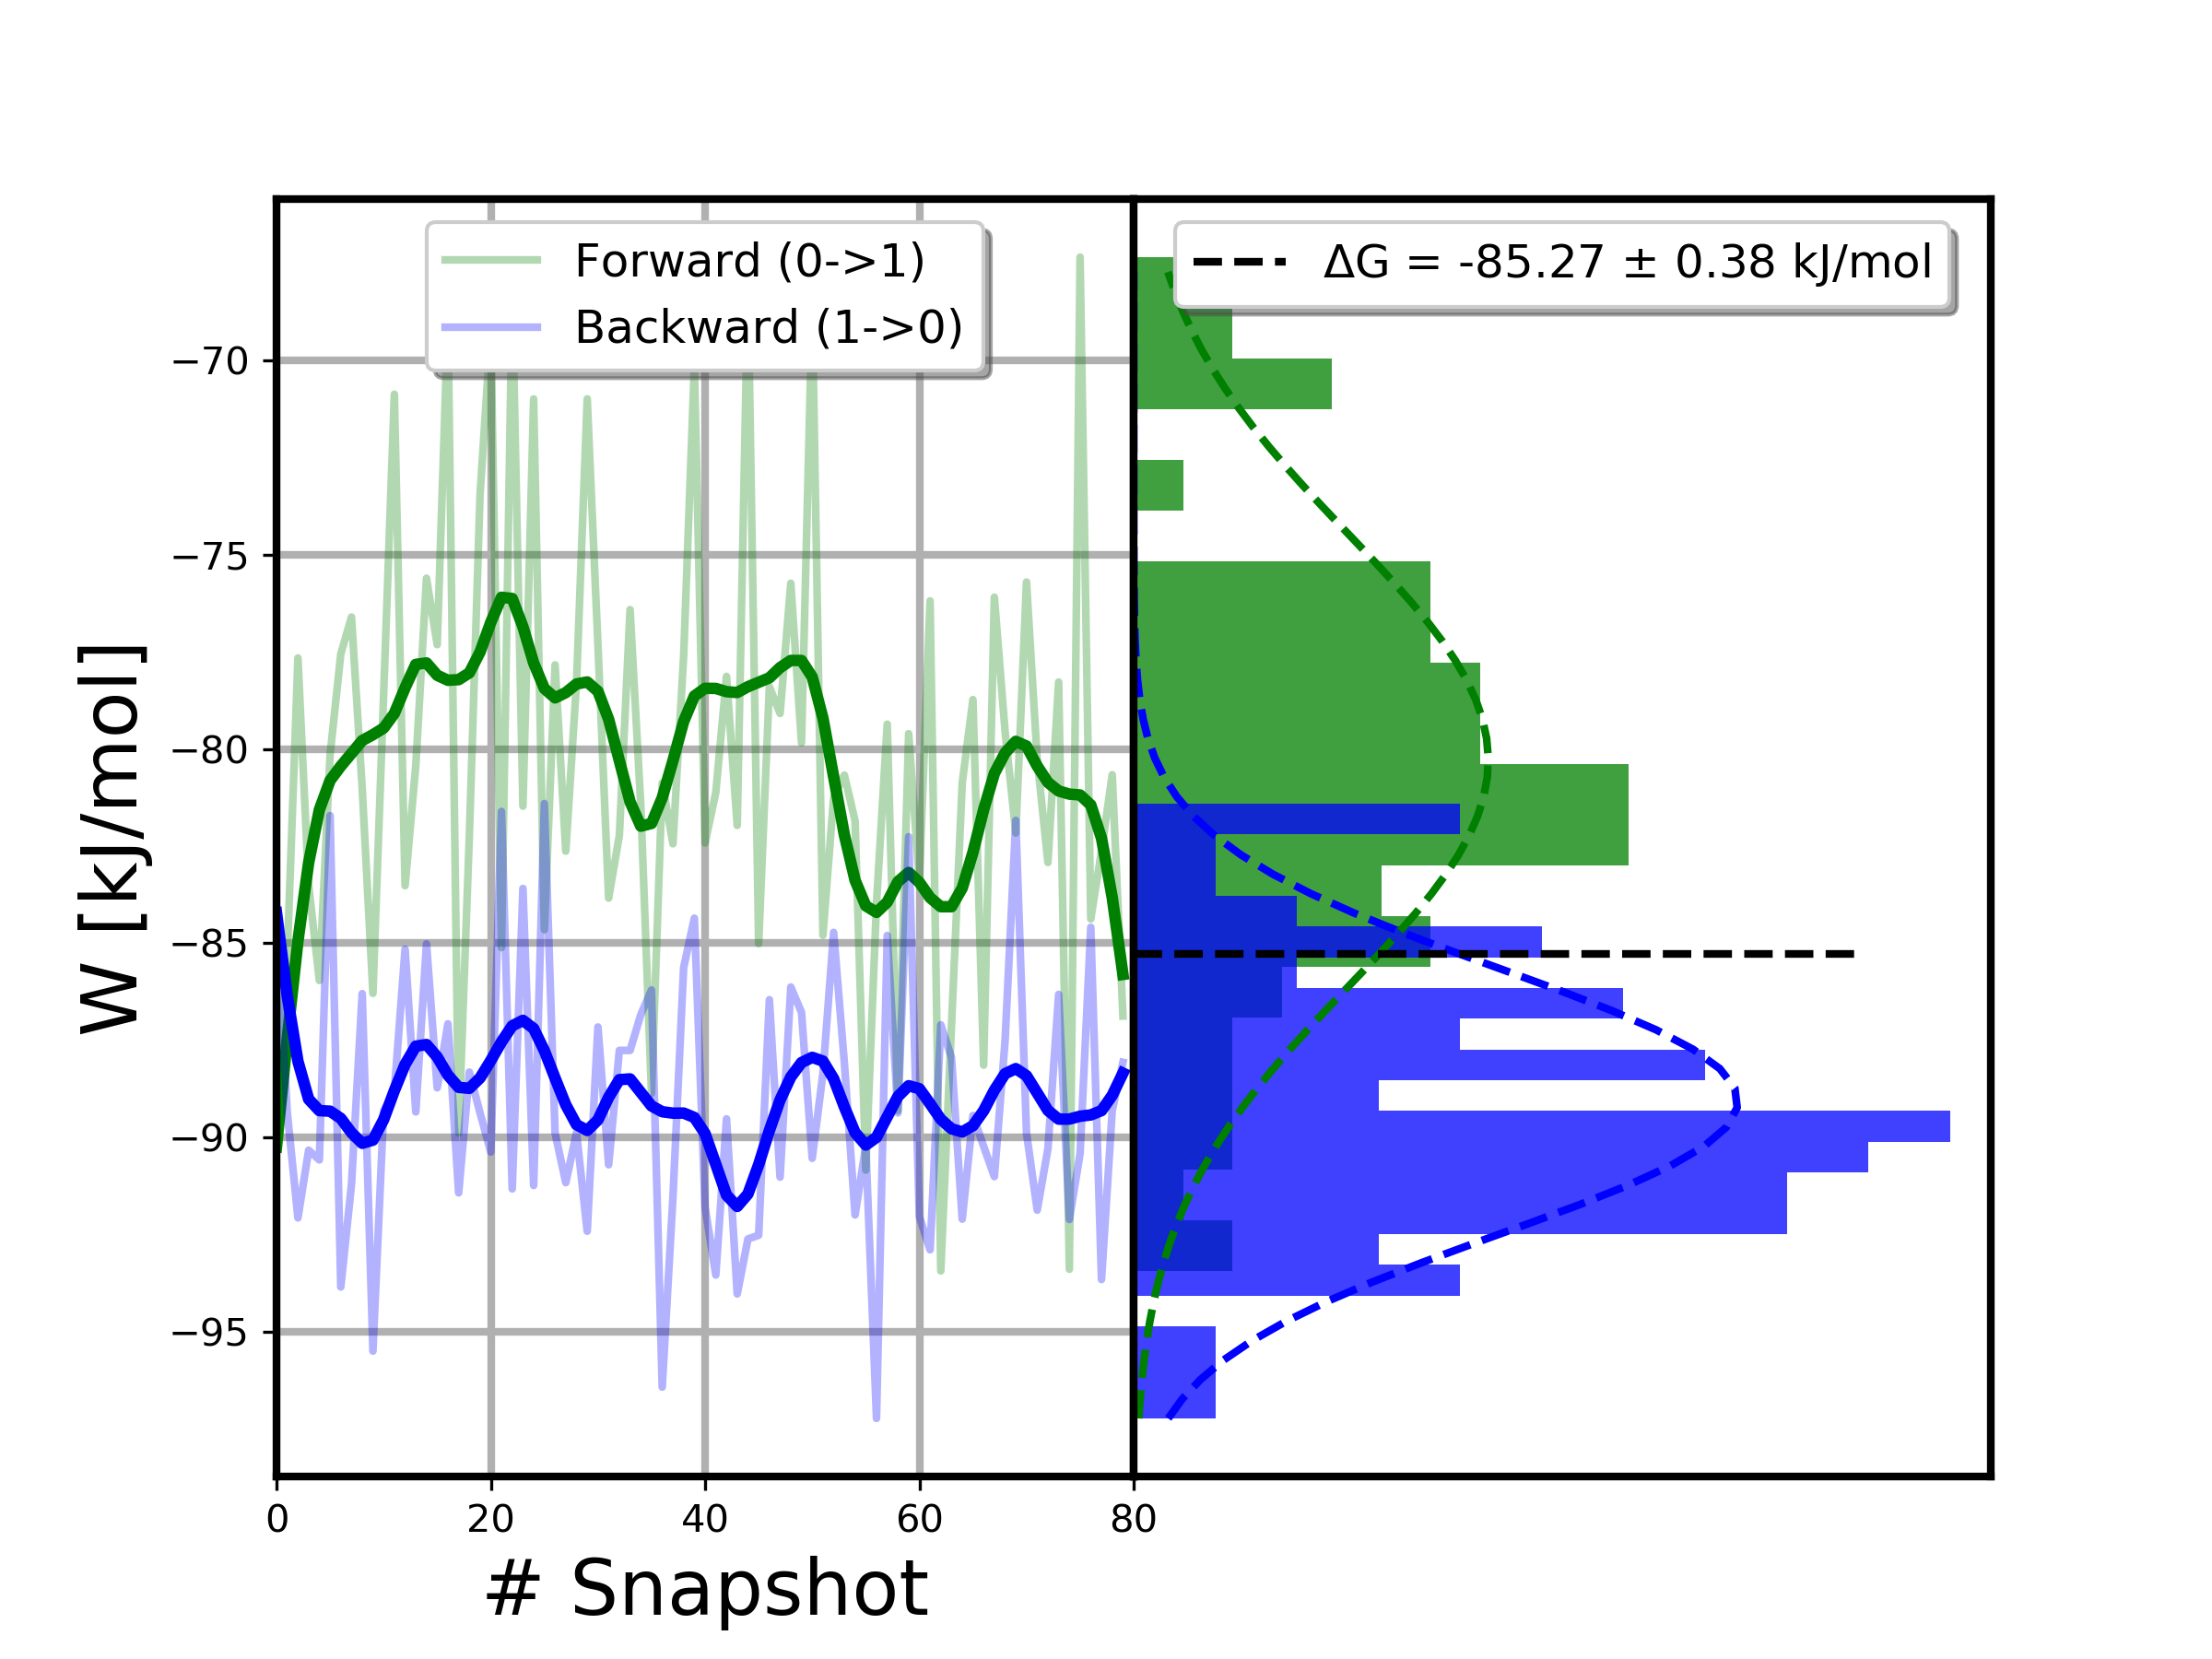 Forward (0->1)
Backward (1->0)
ΔG = -85.27 ± 0.38 kJ/mol
−70
−75
−80
−85
−90
−95
W [kJ/mol]
0 20 40 60 80
# Snapshot